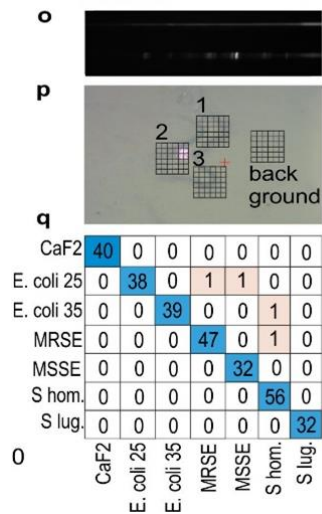 o
p
1
2
3
back
ground
q
CaF2 40 0 0 0 0 0 0
E. coli 25 0 38 0 1 1 0 0
E. coli 35 0 0 39 0 0 1 0
MRSE 0 0 0 47 0 1 0
MSSE 0 0 0 0 32 0 0
S hom. 0 0 0 0 0 56 0
S lug. 0 0 0 0 0 0 32
0
CaF2 E. coli 25 E. coli 35 MRSE MSSE S hom. S lug.